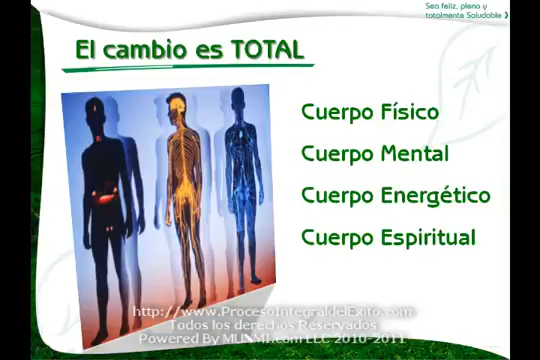 Sea feliz, pleno y
totalmente Saludable
El cambio es TOTAL
Cuerpo Físico
Cuerpo Mental
Cuerpo Energético
Cuerpo Espiritual
http://www.ProcesoIntegraldelExito.com
Todos los derechos Reservados
Powered By MUNMI.com LLC 2010-2011